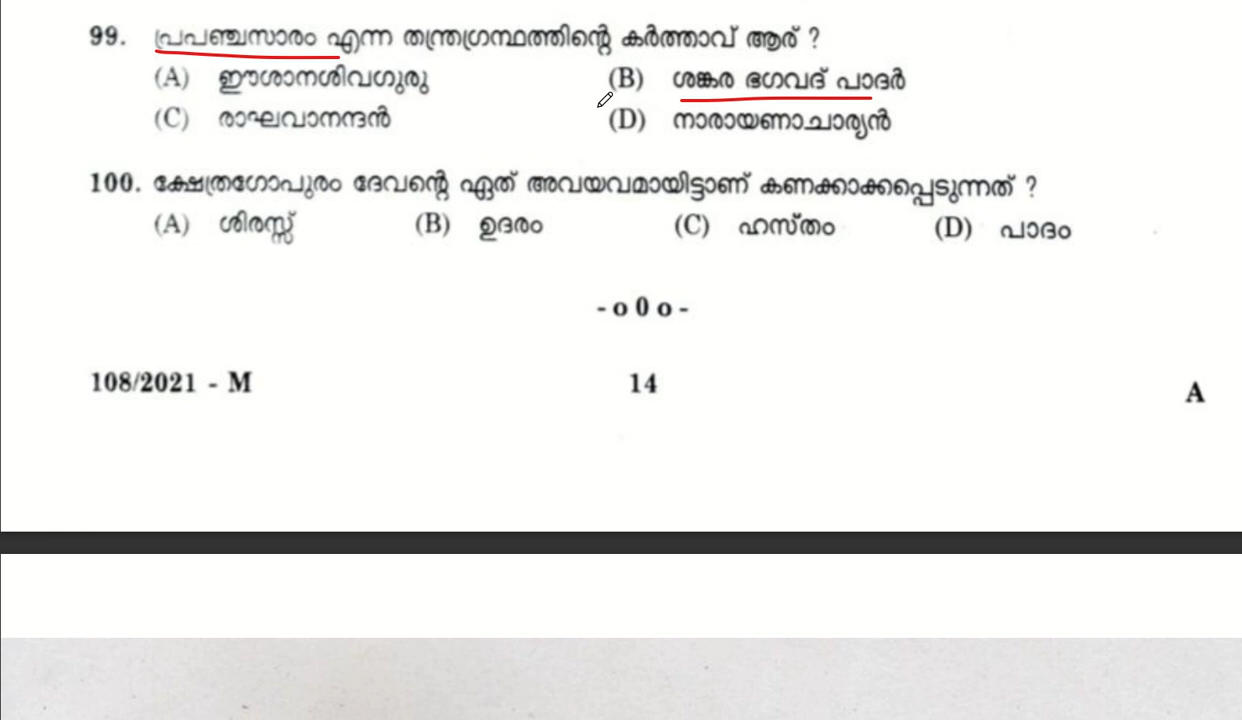 99. പ്രപഞ്ചസാരം എന്ന തന്ത്രഗ്രന്ഥത്തിന്റെ കർത്താവ് ആര് ?
(A) ഈശാനശിവഗുരു (B) ശങ്കര ഭഗവദ് പാദർ
(C) രാഘവാനന്ദൻ (D) നാരായണാചാര്യൻ
100. ക്ഷേത്രഗോപുരം ദേവന്റെ ഏത് അവയവമായിട്ടാണ് കണക്കാക്കപ്പെടുന്നത് ?
(A) ശിരസ്സ് (B) ഉദരം (C) ഹസ്തം (D) പാദം
- o 0 o -
108/2021 - M 14 A